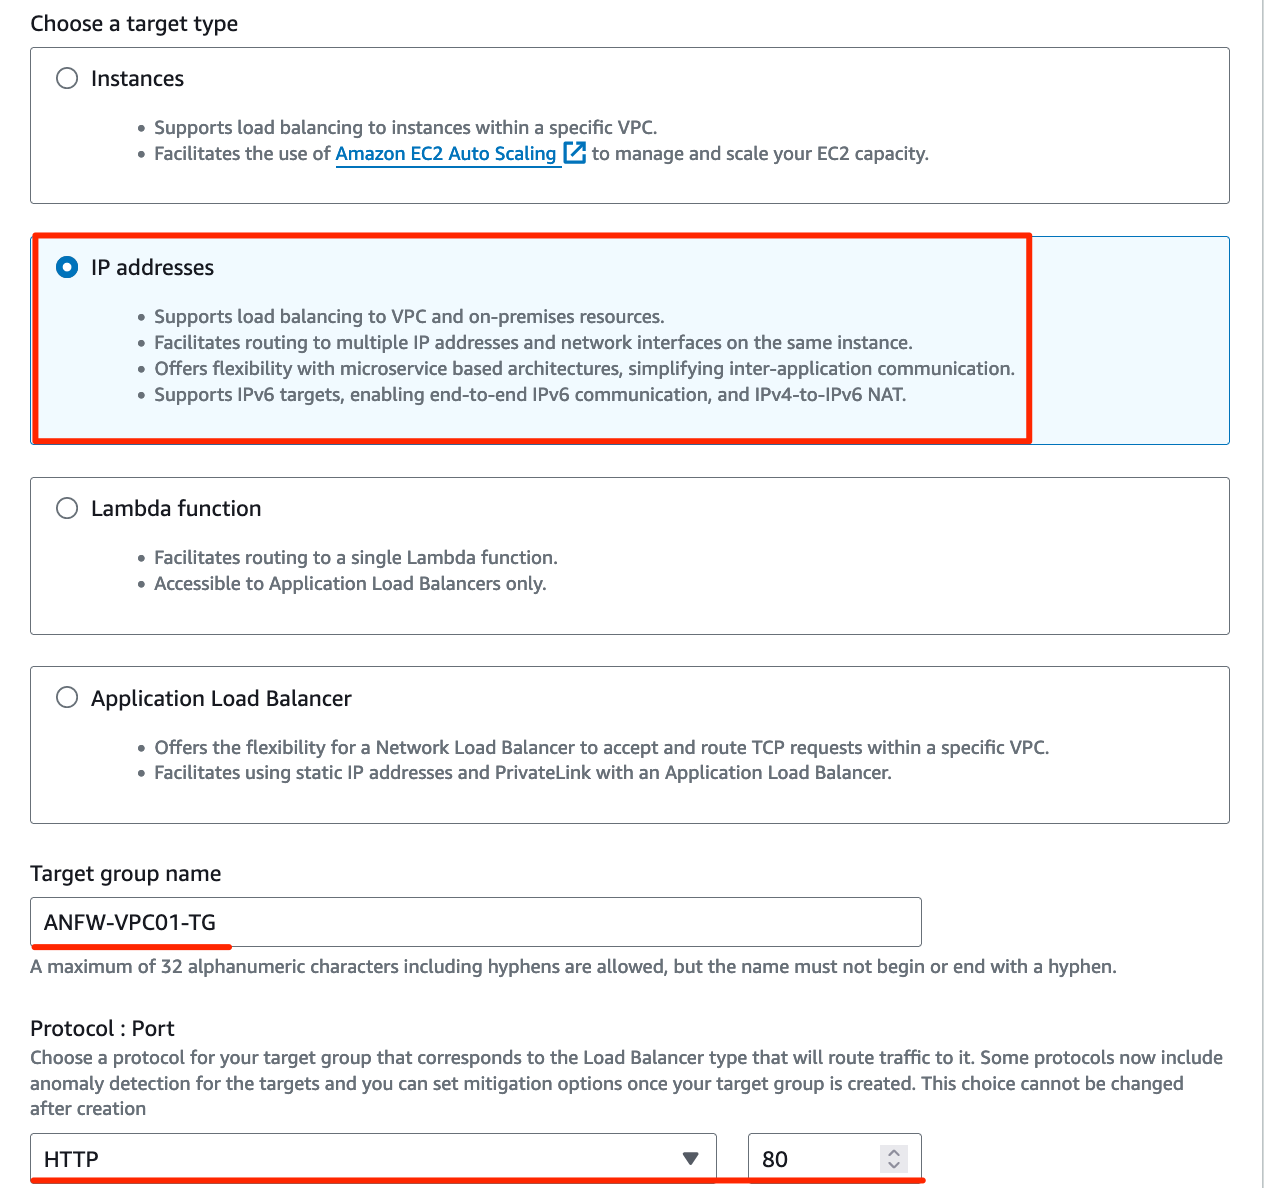 Choose a target type
Instances
• Supports load balancing to instances within a specific VPC.
• Facilitates the use of Amazon EC2 Auto Scaling to manage and scale your EC2 capacity.
IP addresses
• Supports load balancing to VPC and on-premises resources.
• Facilitates routing to multiple IP addresses and network interfaces on the same instance.
• Offers flexibility with microservice based architectures, simplifying inter-application communication.
• Supports IPv6 targets, enabling end-to-end IPv6 communication, and IPv4-to-IPv6 NAT.
Lambda function
• Facilitates routing to a single Lambda function.
• Accessible to Application Load Balancers only.
Application Load Balancer
• Offers the flexibility for a Network Load Balancer to accept and route TCP requests within a specific VPC.
• Facilitates using static IP addresses and PrivateLink with an Application Load Balancer.
Target group name
ANFW-VPC01-TG
A maximum of 32 alphanumeric characters including hyphens are allowed, but the name must not begin or end with a hyphen.
Protocol : Port
Choose a protocol for your target group that corresponds to the Load Balancer type that will route traffic to it. Some protocols now include
anomaly detection for the targets and you can set mitigation options once your target group is created. This choice cannot be changed
after creation
HTTP 80